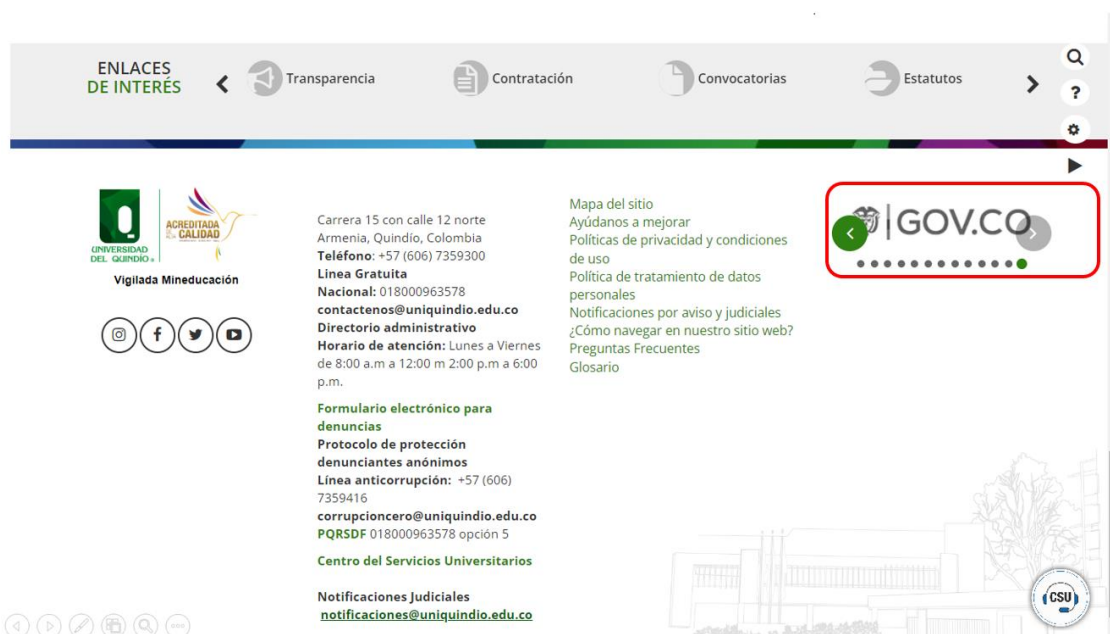 ENLACES
DE INTERÉS
Transparencia
Contratación
Convocatorias
Estatutos
?
UNIVERSIDAD
DEL QUINDÍO
ACREDITADA
EN ALTA
CALIDAD
Vigilada Mineducación
Carrera 15 con calle 12 norte
Armenia, Quindío, Colombia
Teléfono: +57 (606) 7359300
Linea Gratuita
Nacional: 018000963578
contactenos@uniquindio.edu.co
Directorio administrativo
Horario de atención: Lunes a Viernes
de 8:00 a.m a 12:00 m 2:00 p.m a 6:00
p.m.
Formulario electrónico para
denuncias
Protocolo de protección
denunciantes anónimos
Línea anticorrupción: +57 (606)
7359416
corrupcioncero@uniquindio.edu.co
PQRSDF 018000963578 opción 5
Centro del Servicios Universitarios
Notificaciones Judiciales
notificaciones@uniquindio.edu.co
Mapa del sitio
Ayúdanos a mejorar
Políticas de privacidad y condiciones
de uso
Política de tratamiento de datos
personales
Notificaciones por aviso y judiciales
¿Cómo navegar en nuestro sitio web?
Preguntas Frecuentes
Glosario
GOV.CO
CSU